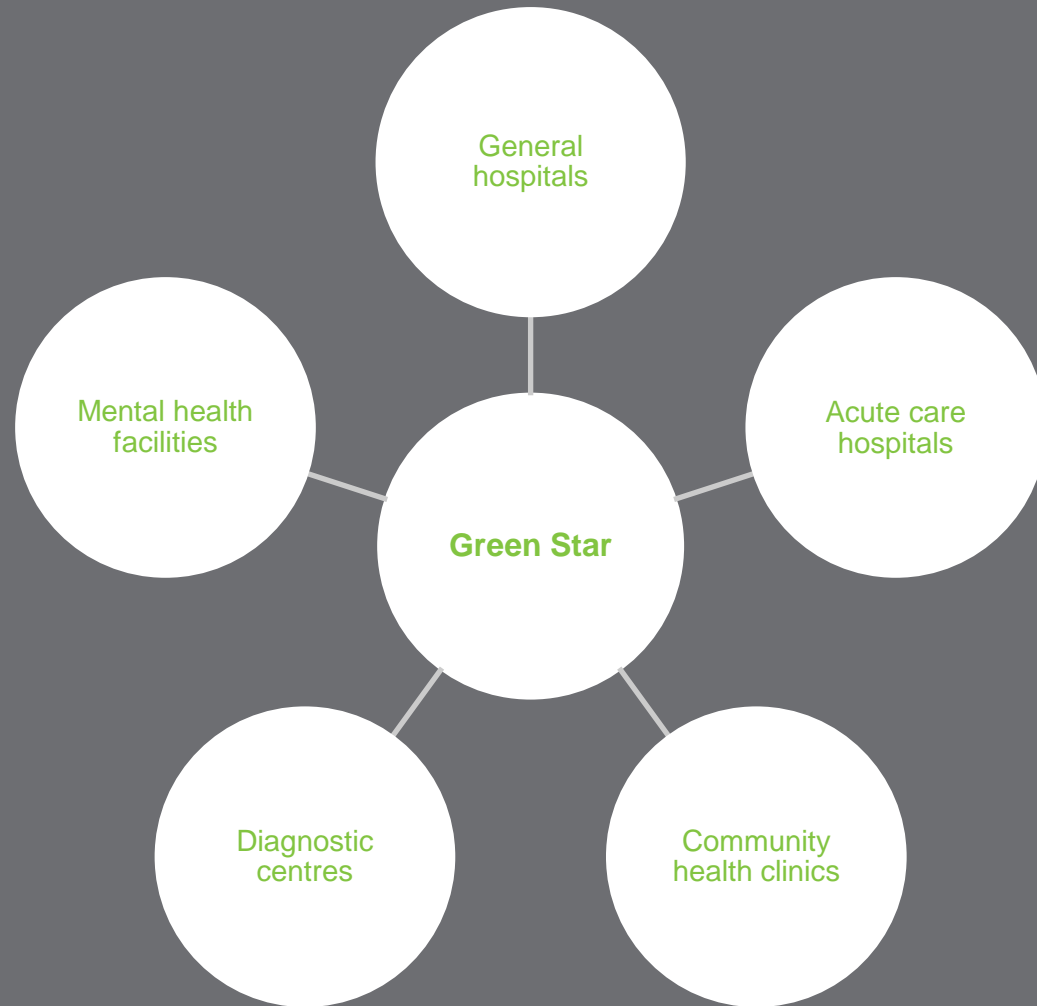 General
hospitals
Mental health
facilities
Acute care
hospitals
Green Star
Diagnostic
centres
Community
health clinics